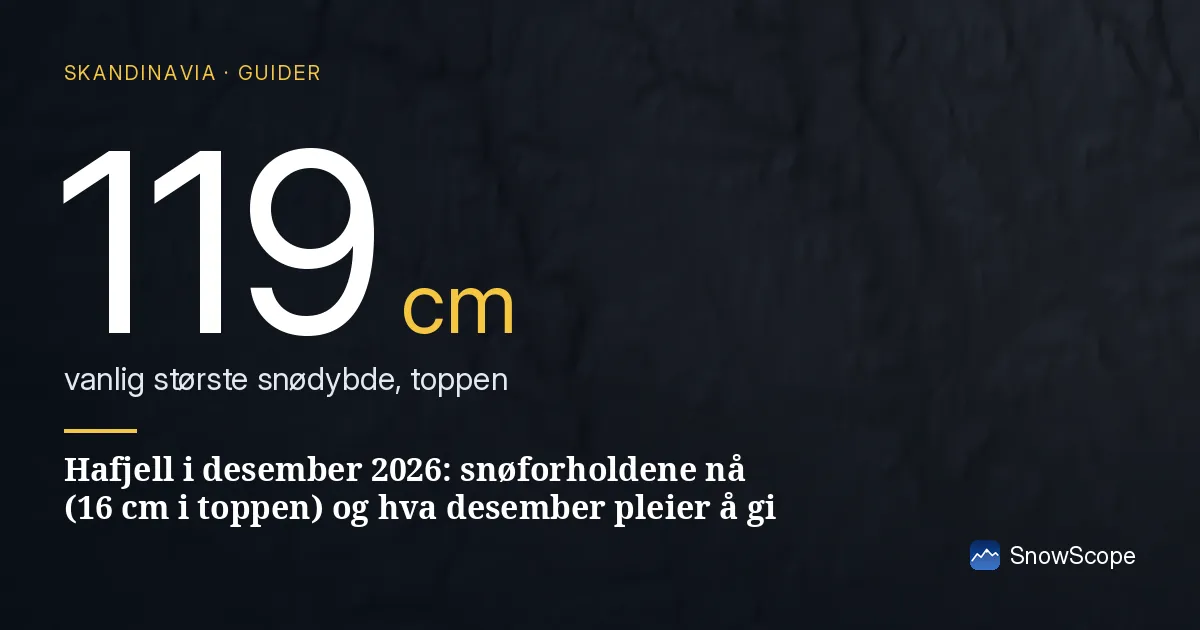 SKANDINAVIA · GUIDER
119 cm
vanlig største snødybde, toppen
Hafjell i desember 2026: snøforholdene nå
(16 cm i toppen) og hva desember pleier å gi
SnowScope